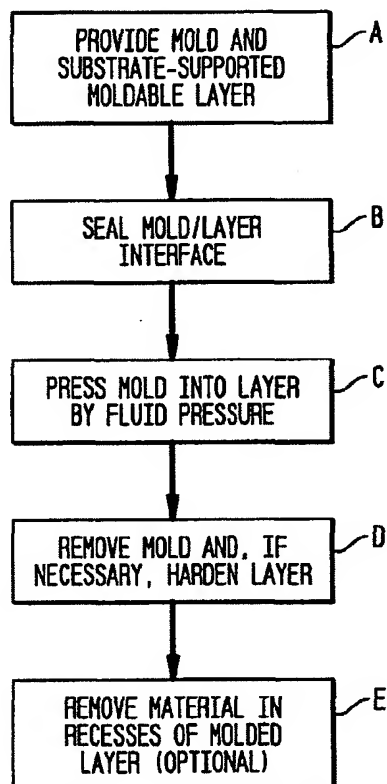 PROVIDE MOLD AND
SUBSTRATE-SUPPORTED
MOLDABLE LAYER
A
SEAL MOLD/LAYER
INTERFACE
B
PRESS MOLD INTO LAYER
BY FLUID PRESSURE
C
REMOVE MOLD AND, IF
NECESSARY, HARDEN LAYER
D
REMOVE MATERIAL IN
RECESSES OF MOLDED
LAYER (OPTIONAL)
E